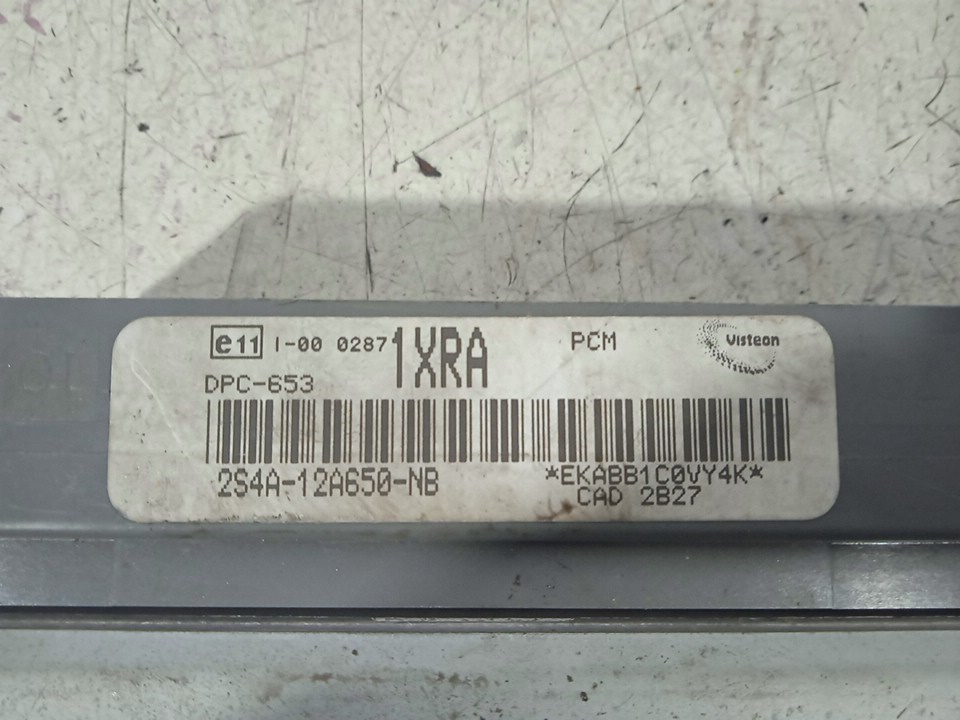 e11 I-00 0287 1XRA PCM Visteon
DPC-653
2S4A-12A650-NB *EKABB1C0VY4K*
CAD 2B27